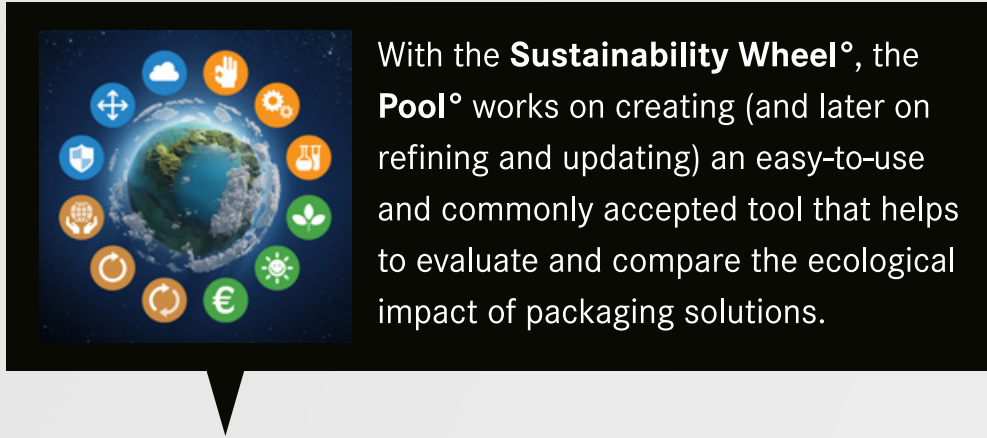 With the Sustainability Wheel°, the
Pool° works on creating (and later on
refining and updating) an easy-to-use
and commonly accepted tool that helps
to evaluate and compare the ecological
impact of packaging solutions.
€